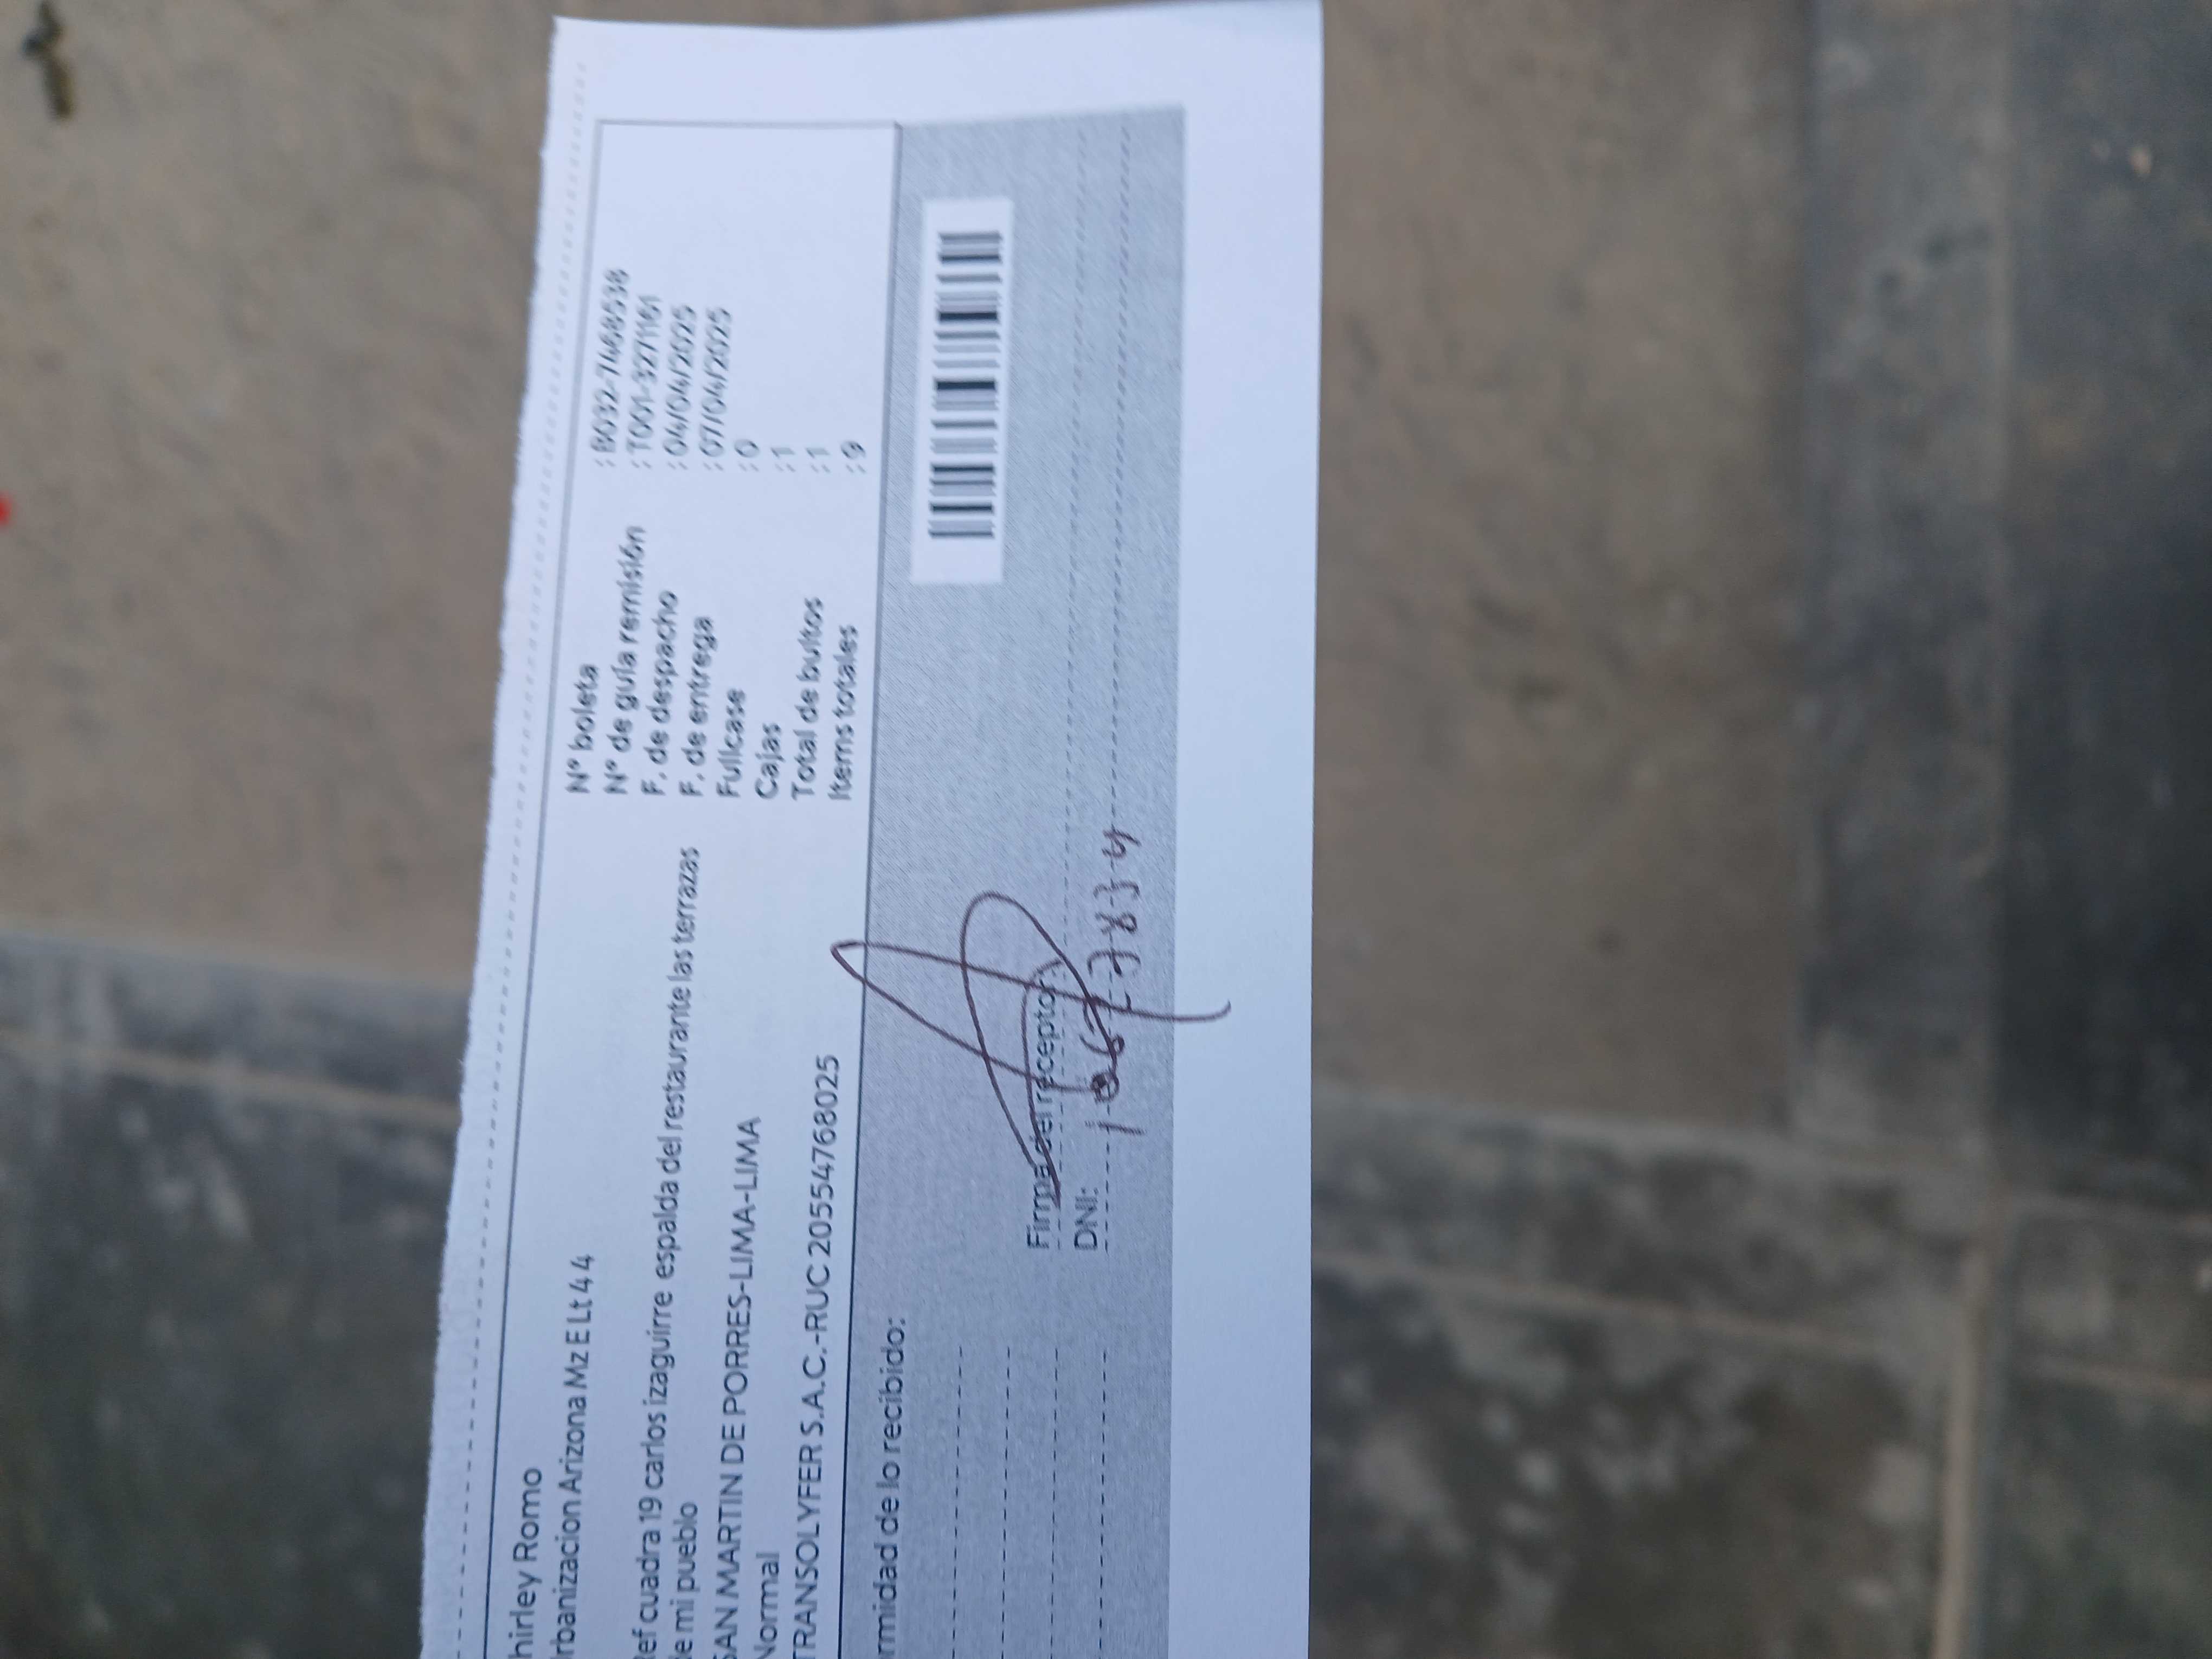 hirley Romo
rbanizacion Arizona Mz E Lt 4 4
ef cuadra 19 carlos izaguirre espalda del restaurante las terrazas
e mi pueblo
SAN MARTIN DE PORRES-LIMA-LIMA
Normal
TRANSOLYFER S.A.C.-RUC 20554768025
Nº boleta : B032-7468538
Nº de guía remisión : T001-3271161
F. de despacho : 04/04/2025
F. de entrega : 07/04/2025
Fullcase : 0
Cajas : 1
Total de bultos : 1
Items totales : 9
rmidad de lo recibido:
Firma del receptor:
DNI: